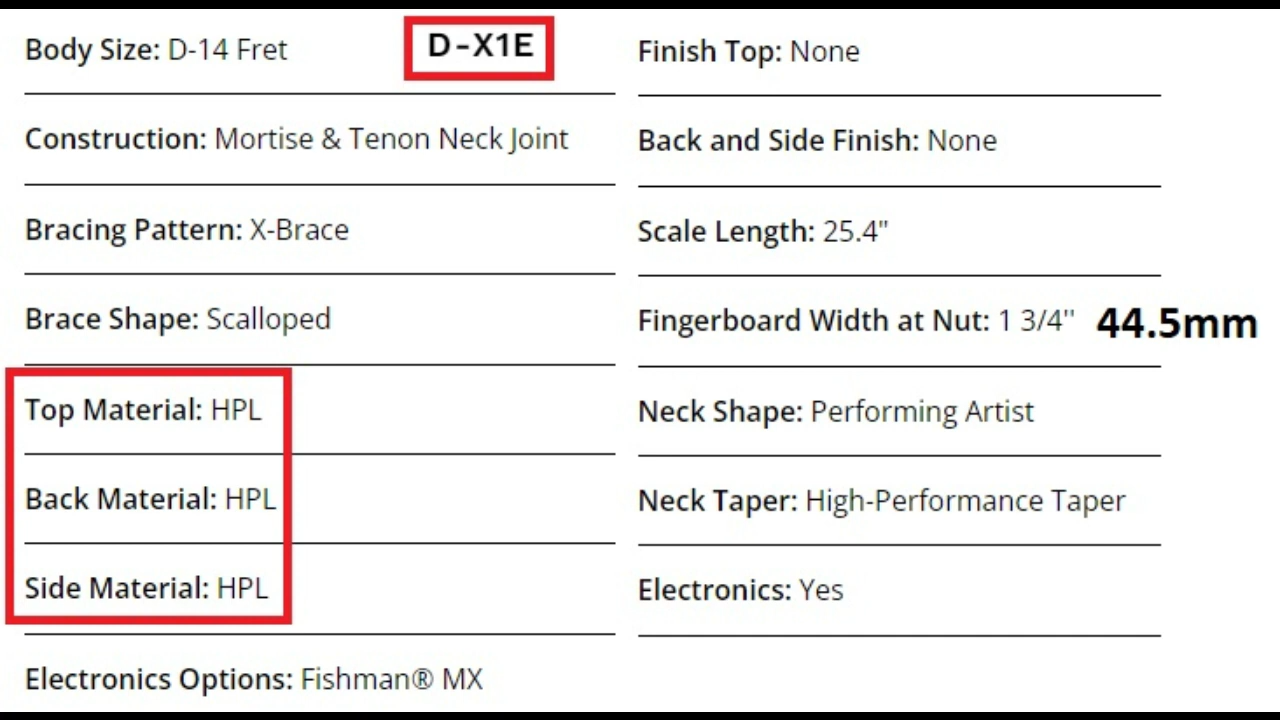 Body Size: D-14 Fret
D-X1E
Construction: Mortise & Tenon Neck Joint
Bracing Pattern: X-Brace
Brace Shape: Scalloped
Top Material: HPL
Back Material: HPL
Side Material: HPL
Electronics Options: Fishman® MX
Finish Top: None
Back and Side Finish: None
Scale Length: 25.4"
Fingerboard Width at Nut: 1 3/4'' 44.5mm
Neck Shape: Performing Artist
Neck Taper: High-Performance Taper
Electronics: Yes